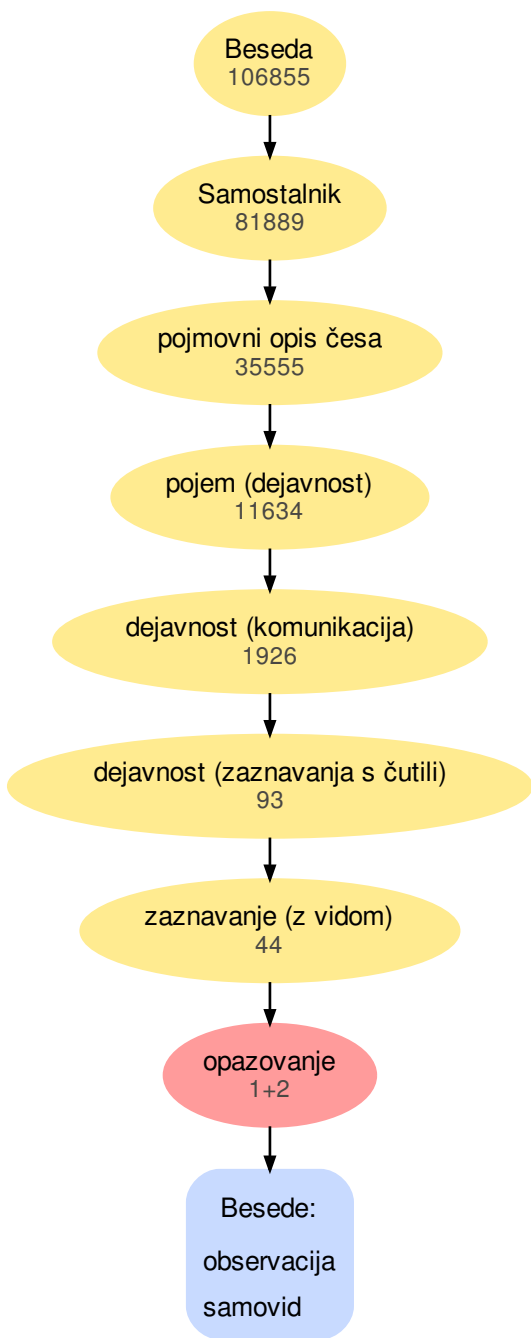 Beseda
106855
Samostalnik
81889
pojmovni opis česa
35555
pojem (dejavnost)
11634
dejavnost (komunikacija)
1926
dejavnost (zaznavanja s čutili)
93
zaznavanje (z vidom)
44
opazovanje
1+2
Besede:
observacija
samovid